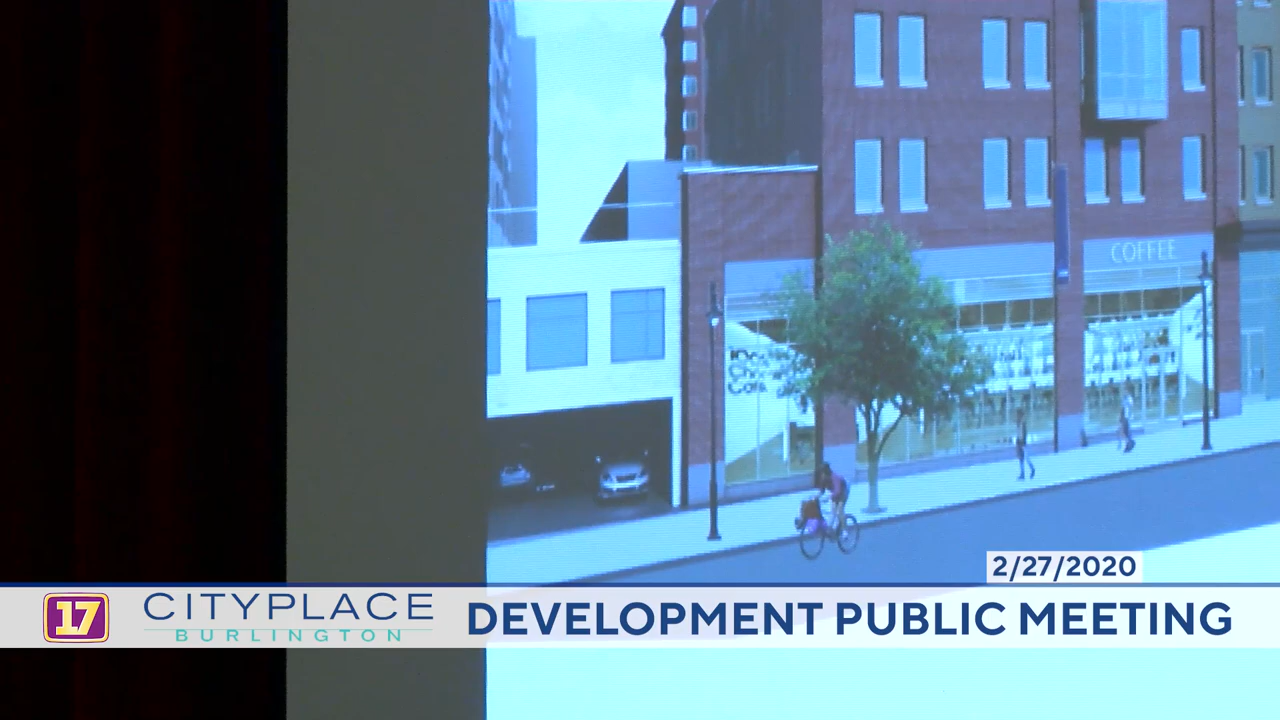 COFFEE
2/27/2020
17
CITYPLACE
BURLINGTON
DEVELOPMENT PUBLIC MEETING